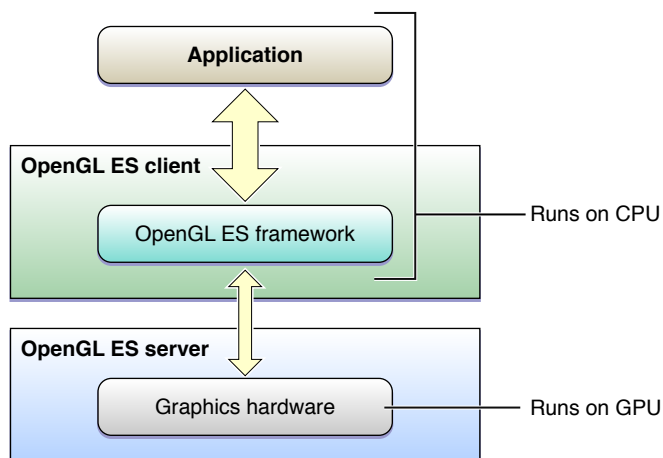 Application
OpenGL ES client
OpenGL ES framework
Runs on CPU
OpenGL ES server
Graphics hardware
Runs on GPU